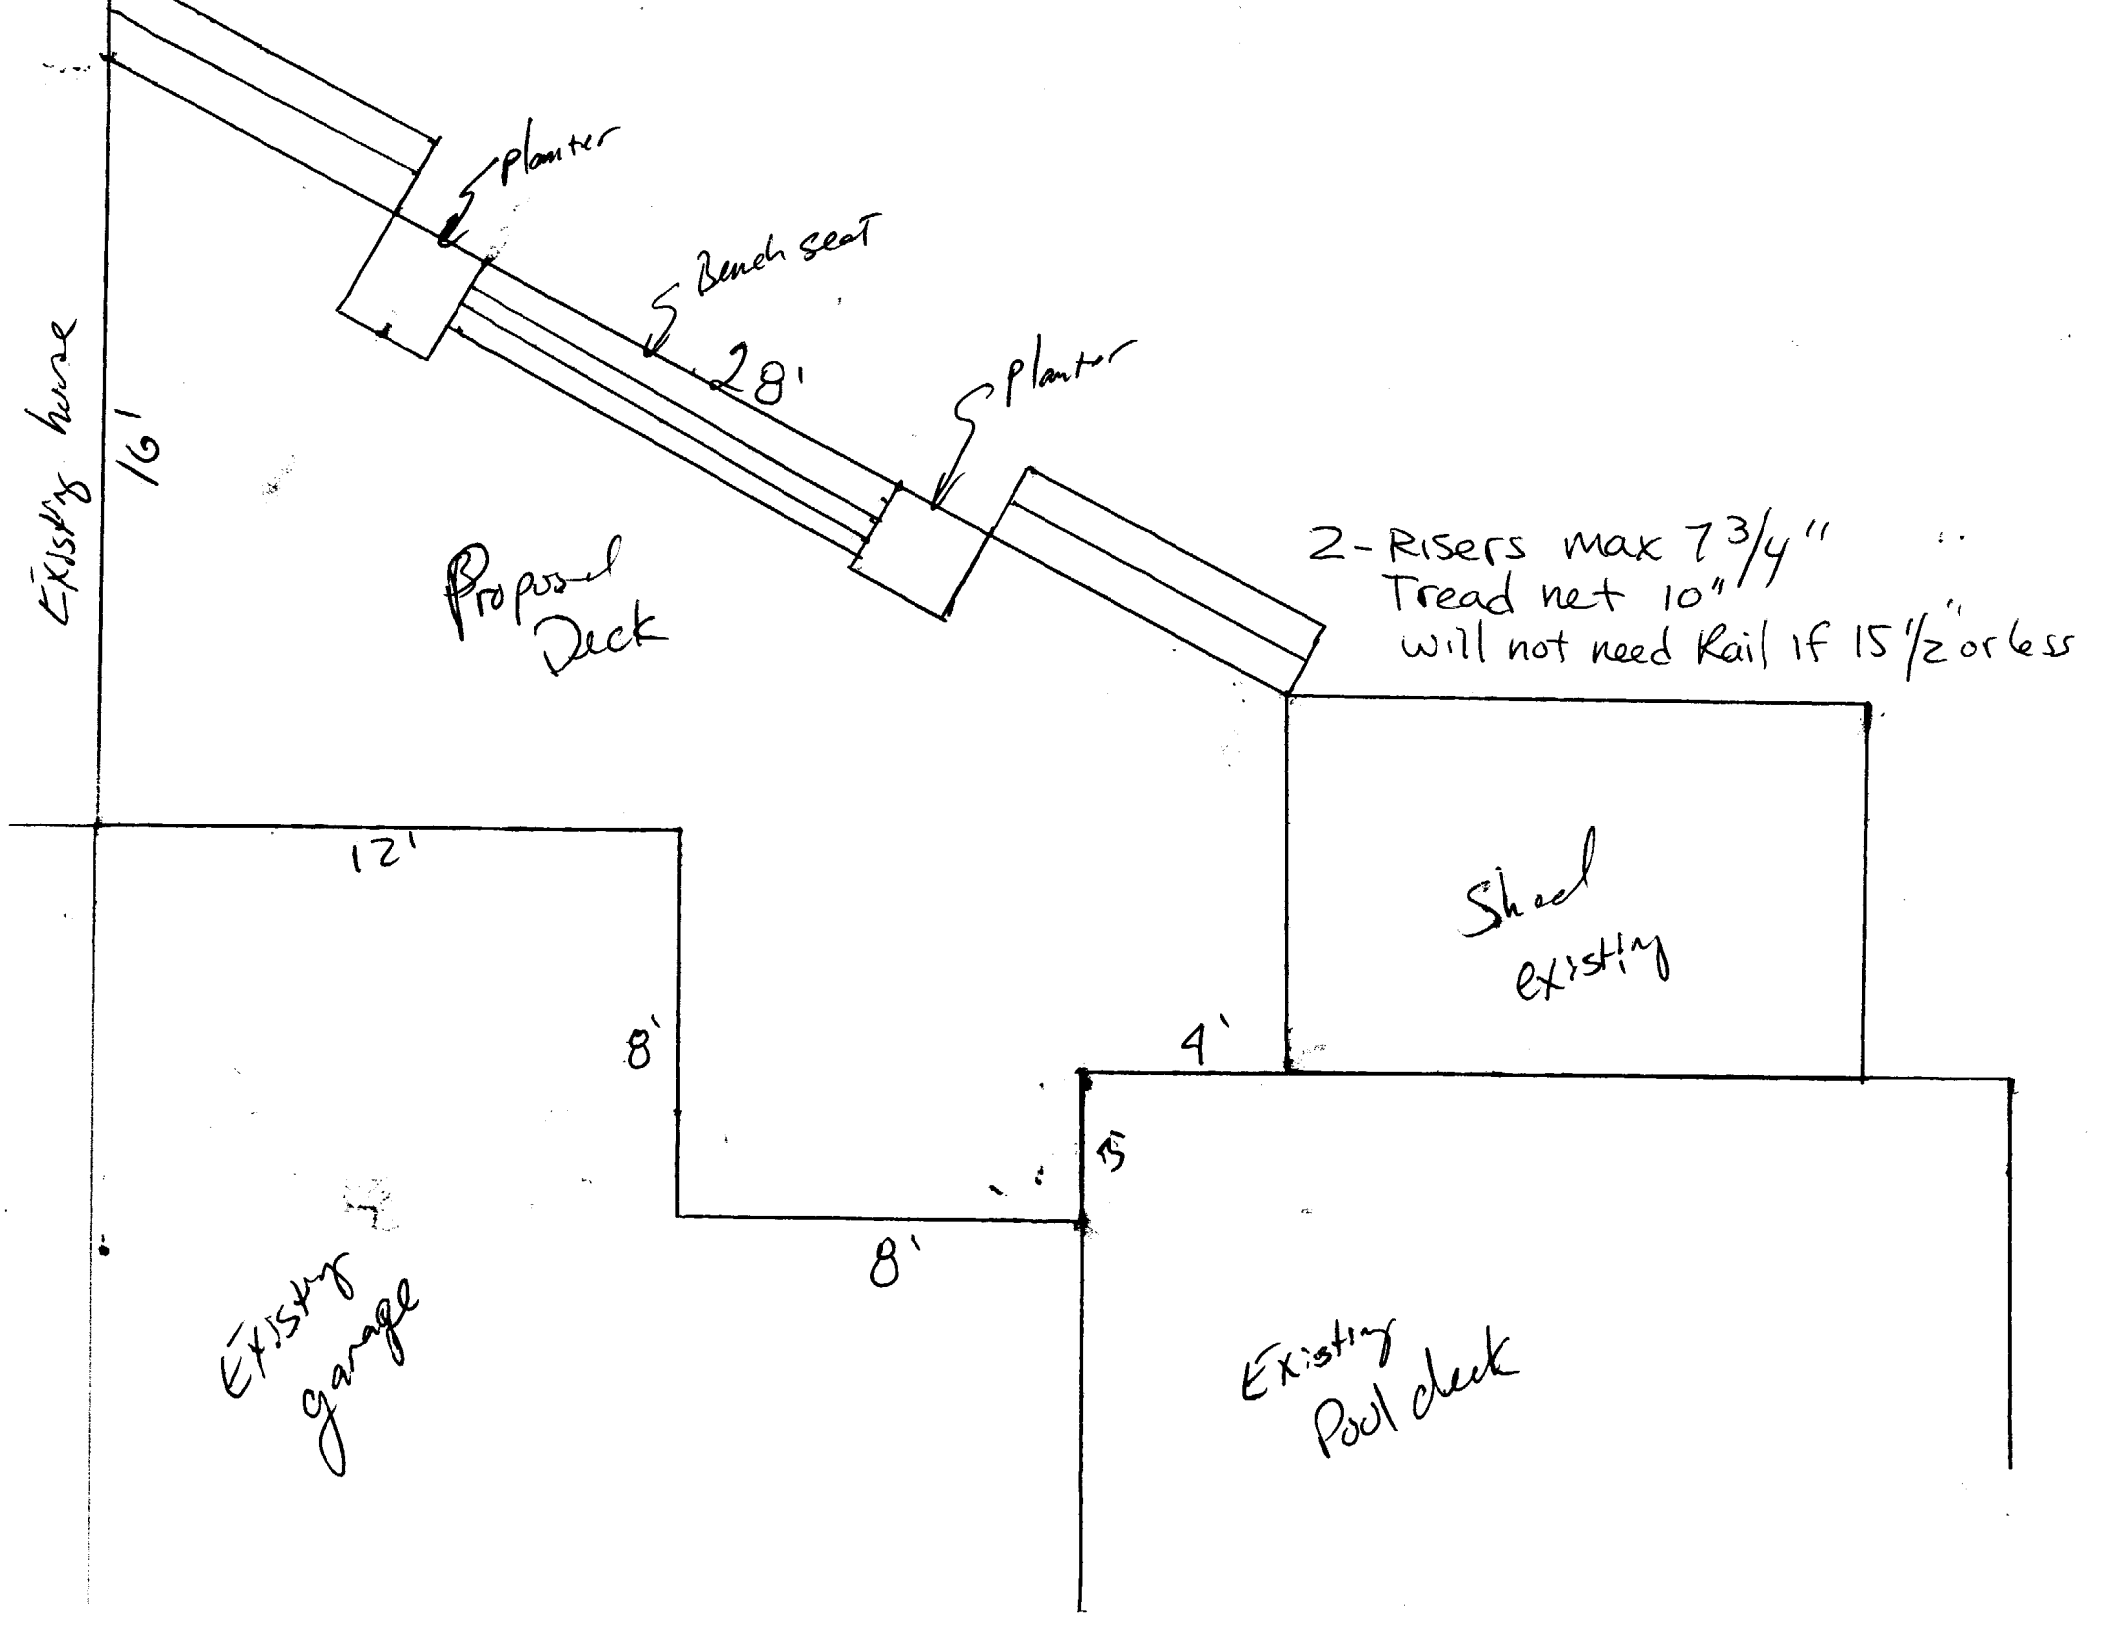 planter
Bench seat
28'
planter
Existing house
16'
Proposed
Deck
2-Risers max 7 3/4"
Tread net 10"
will not need Rail if 15 1/2" or less
12'
8'
4'
Shed
existing
5
8'
Existing
garage
Existing
Pool deck